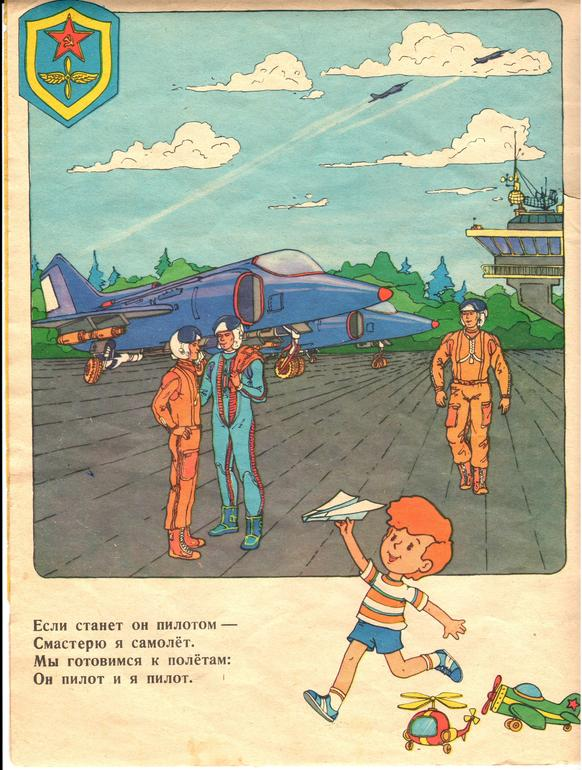 Если станет он пилотом —
Смастерю я самолёт.
Мы готовимся к полётам:
Он пилот и я пилот.